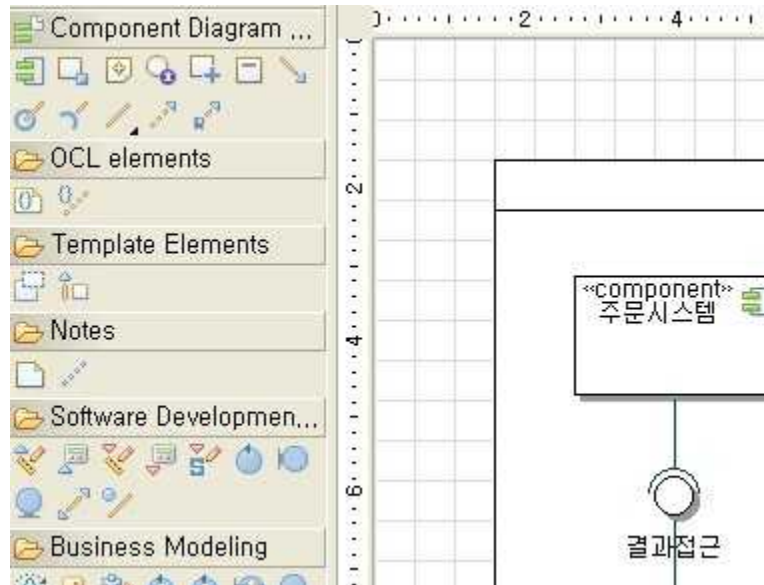 Component Diagram ...
2
4
OCL elements
2
Template Elements
«component»
주문시스템
Notes
4
Software Developmen...
6
결과접근
Business Modeling